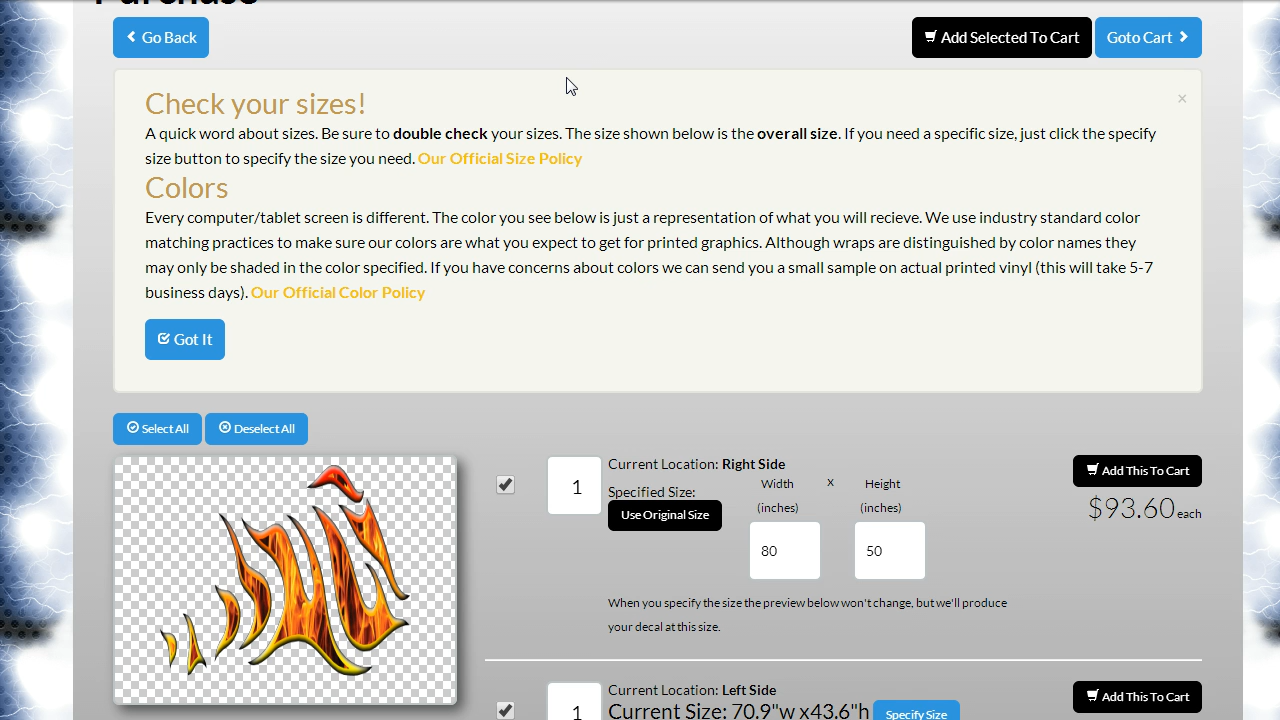 Purchase
Go Back
Add Selected To Cart
Goto Cart
Check your sizes!
×
A quick word about sizes. Be sure to double check your sizes. The size shown below is the overall size. If you need a specific size, just click the specify
size button to specify the size you need. Our Official Size Policy
Colors
Every computer/tablet screen is different. The color you see below is just a representation of what you will recieve. We use industry standard color
matching practices to make sure our colors are what you expect to get for printed graphics. Although wraps are distinguished by color names they
may only be shaded in the color specified. If you have concerns about colors we can send you a small sample on actual printed vinyl (this will take 5-7
business days). Our Official Color Policy
Got It
Select All
Deselect All
1
Current Location: Right Side
Specified Size:
Use Original Size
Width
(inches)
x
Height
(inches)
80
50
Add This To Cart
$93.60 each
When you specify the size the preview below won't change, but we'll produce
your decal at this size.
1
Current Location: Left Side
Current Size: 70.9"w x43.6"h
Specify Size
Add This To Cart